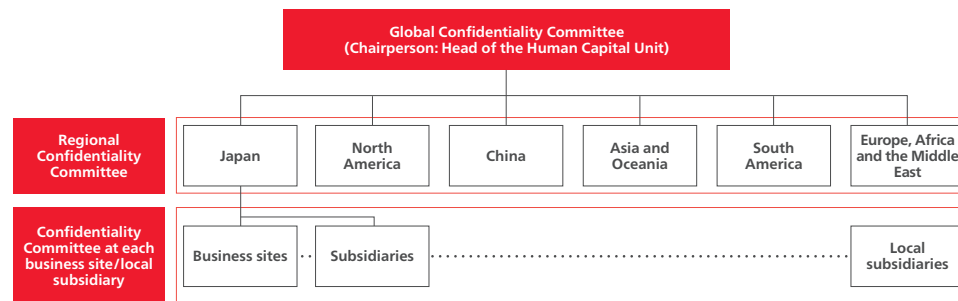 Global Confidentiality Committee
(Chairperson: Head of the Human Capital Unit)
Regional
Confidentiality
Committee
Japan
North
America
China
Asia and
Oceania
South
America
Europe, Africa
and the Middle
East
Confidentiality
Committee at each
business site/local
subsidiary
Business sites
Subsidiaries
Local
subsidiaries